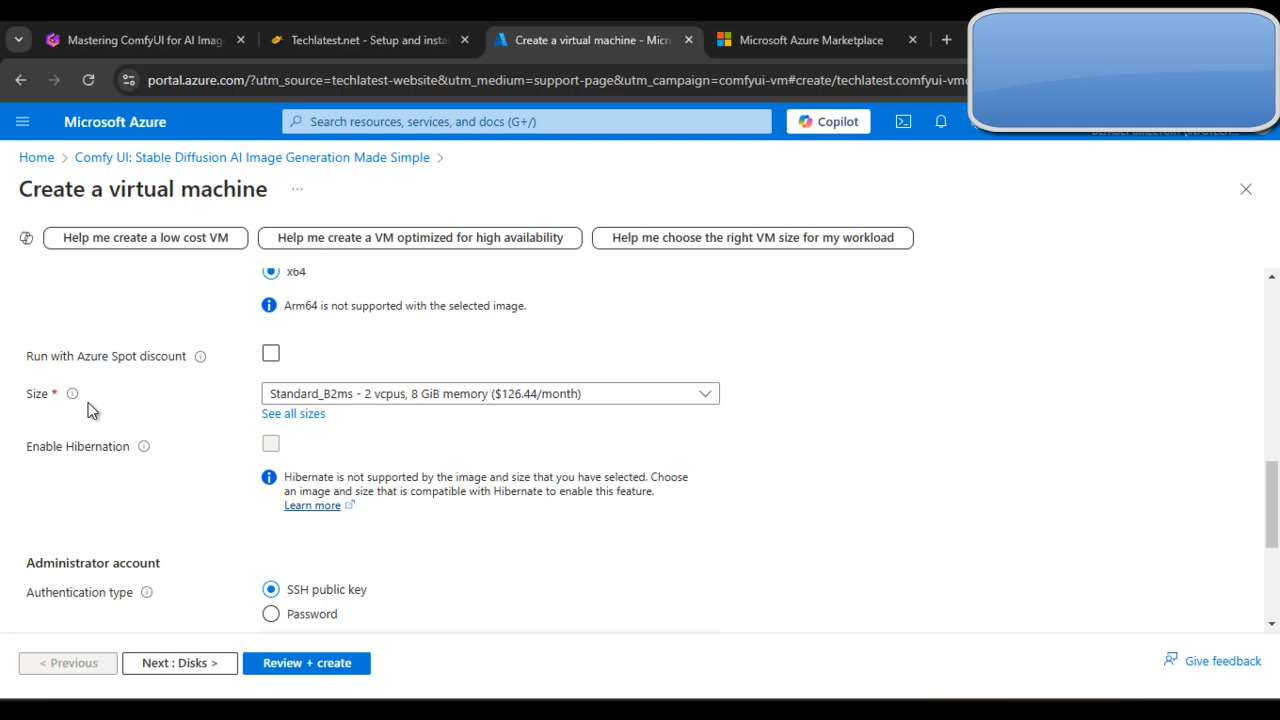 Mastering ComfyUI for AI Imag
Techlatest.net - Setup and insta
Create a virtual machine - Micr
Microsoft Azure Marketplace
portal.azure.com/?utm_source=techlatest-website&utm_medium=support-page&utm_campaign=comfyui-vm#create/techlatest.comfyui-vm
Microsoft Azure
Search resources, services, and docs (G+/)
Copilot
Home > Comfy UI: Stable Diffusion AI Image Generation Made Simple >
Create a virtual machine ...
Help me create a low cost VM
Help me create a VM optimized for high availability
Help me choose the right VM size for my workload
x64
Arm64 is not supported with the selected image.
Run with Azure Spot discount
Size *
Standard_B2ms - 2 vcpus, 8 GiB memory ($126.44/month)
See all sizes
Enable Hibernation
Hibernate is not supported by the image and size that you have selected. Choose
an image and size that is compatible with Hibernate to enable this feature.
Learn more
Administrator account
Authentication type
SSH public key
Password
< Previous
Next : Disks >
Review + create
Give feedback